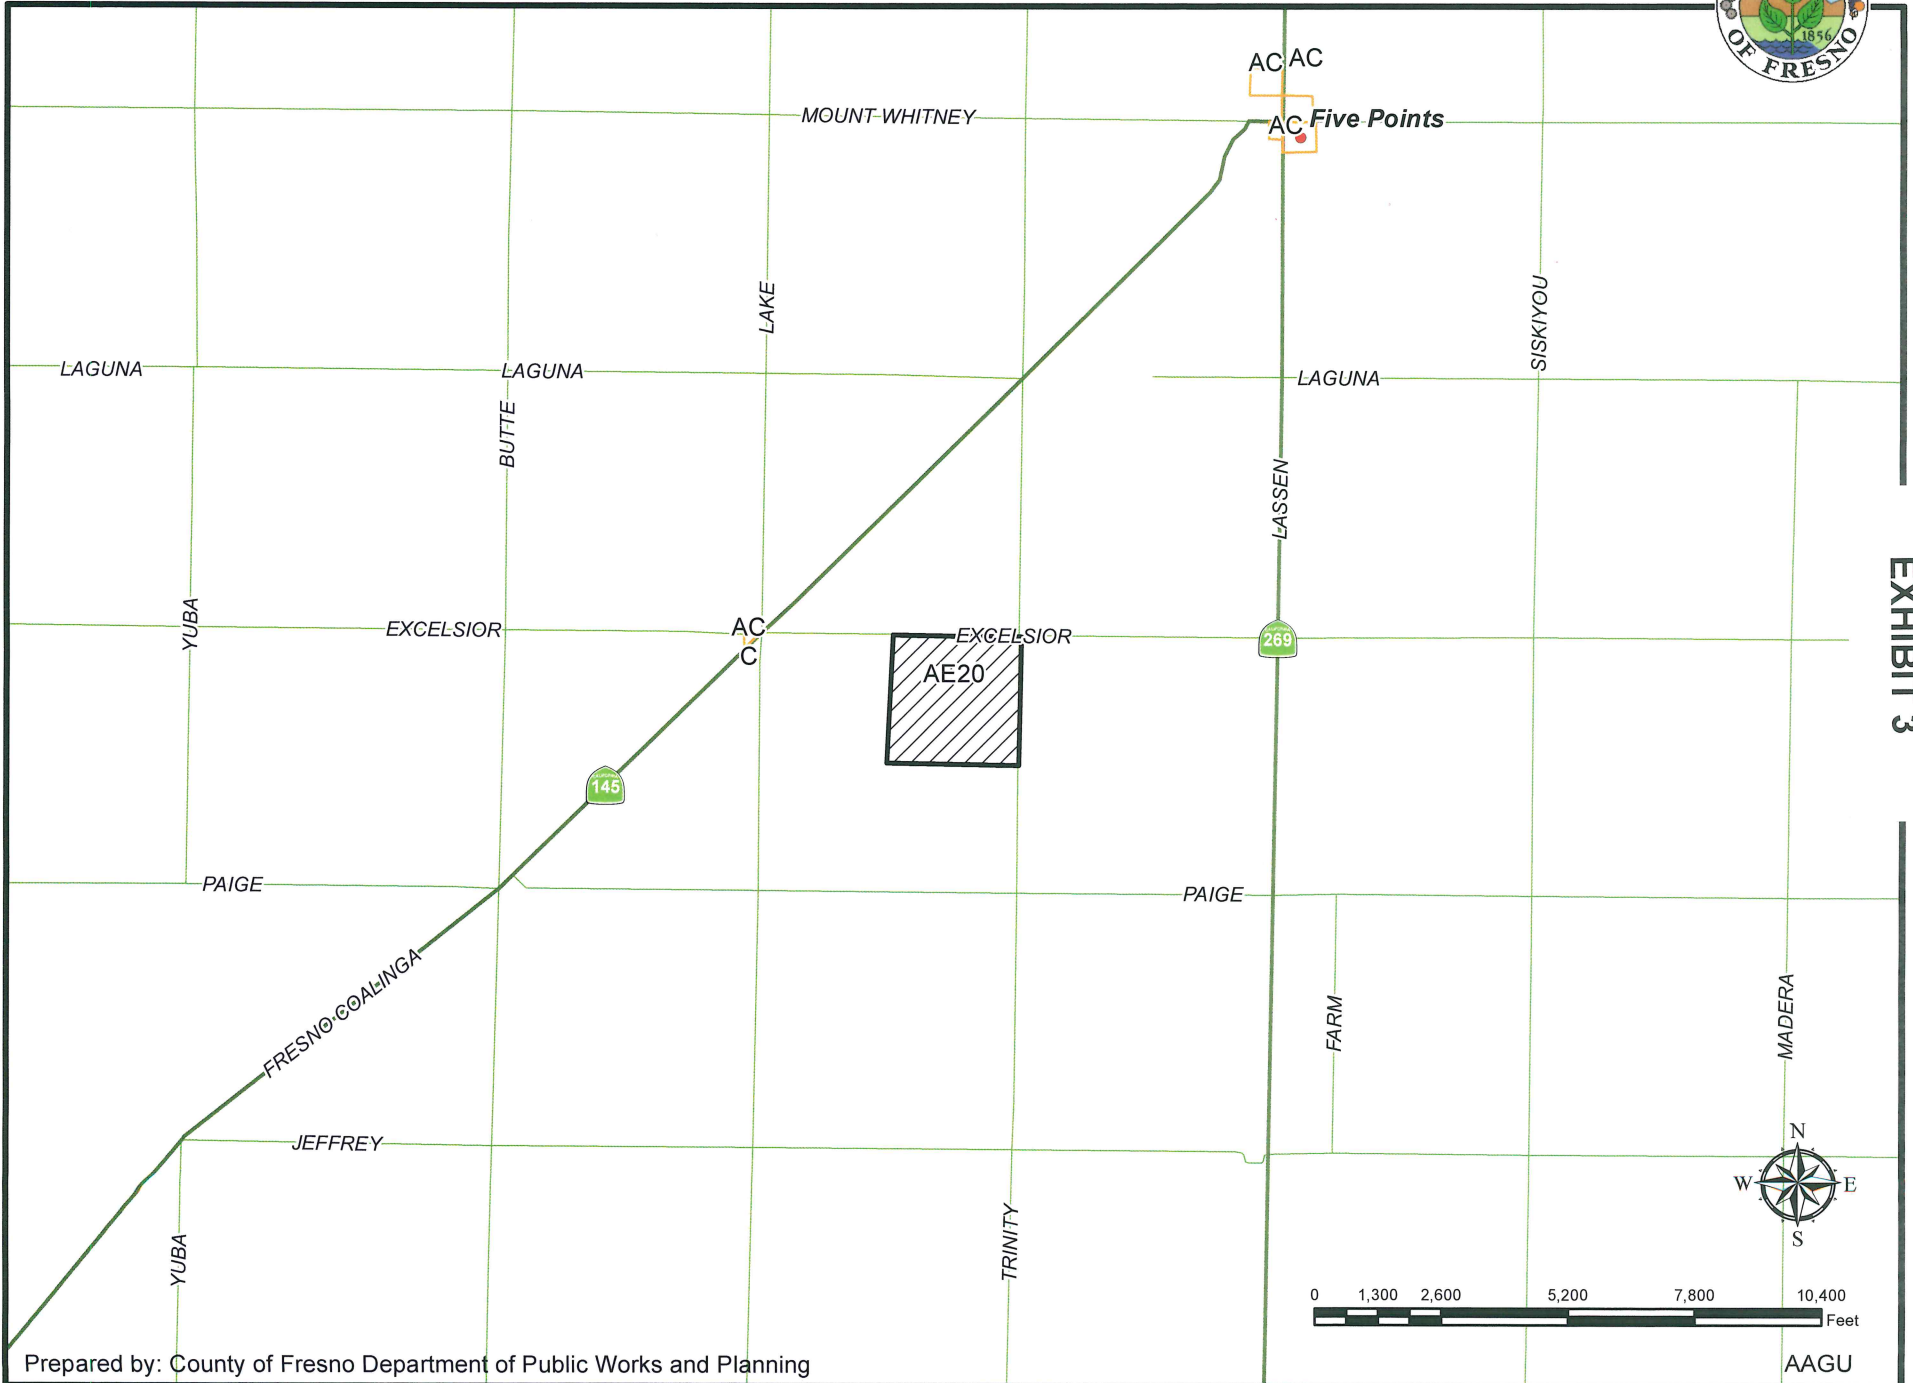 1856
OF FRESNO
AC AC
MOUNT WHITNEY
AC Five Points
LAKE
SISKIYOU
LAGUNA
LAGUNA
LAGUNA
BUTTE
LASSEN
EXHIBIT 3
YUBA
EXCELSIOR
AC
EXCELSIOR
CALIFORNIA
269
C
AE20
CALIFORNIA
145
PAIGE
PAIGE
FRESNO-COALINGA
FARM
MADERA
JEFFREY
N
W E
S
YUBA
TRINITY
0 1,300 2,600 5,200 7,800 10,400
Feet
Prepared by: County of Fresno Department of Public Works and Planning
AAGU